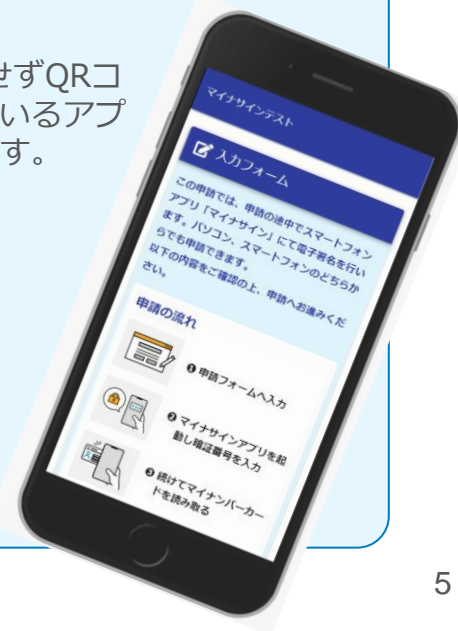 せずQRコ
いるアプ
す。
マイナサインテスト
入力フォーム
この申請では、申請の途中でスマートフォン
アプリ「マイナサイン」にて電子署名を行い
ます。パソコン、スマートフォンのどちらか
らでも申請できます。
以下の内容をご確認の上、申請へお進みくだ
さい。
申請の流れ
❶ 申請フォームへ入力
❷ マイナサインアプリを起
動し暗証番号を入力
❸ 続けてマイナンバーカー
ドを読み取る
5